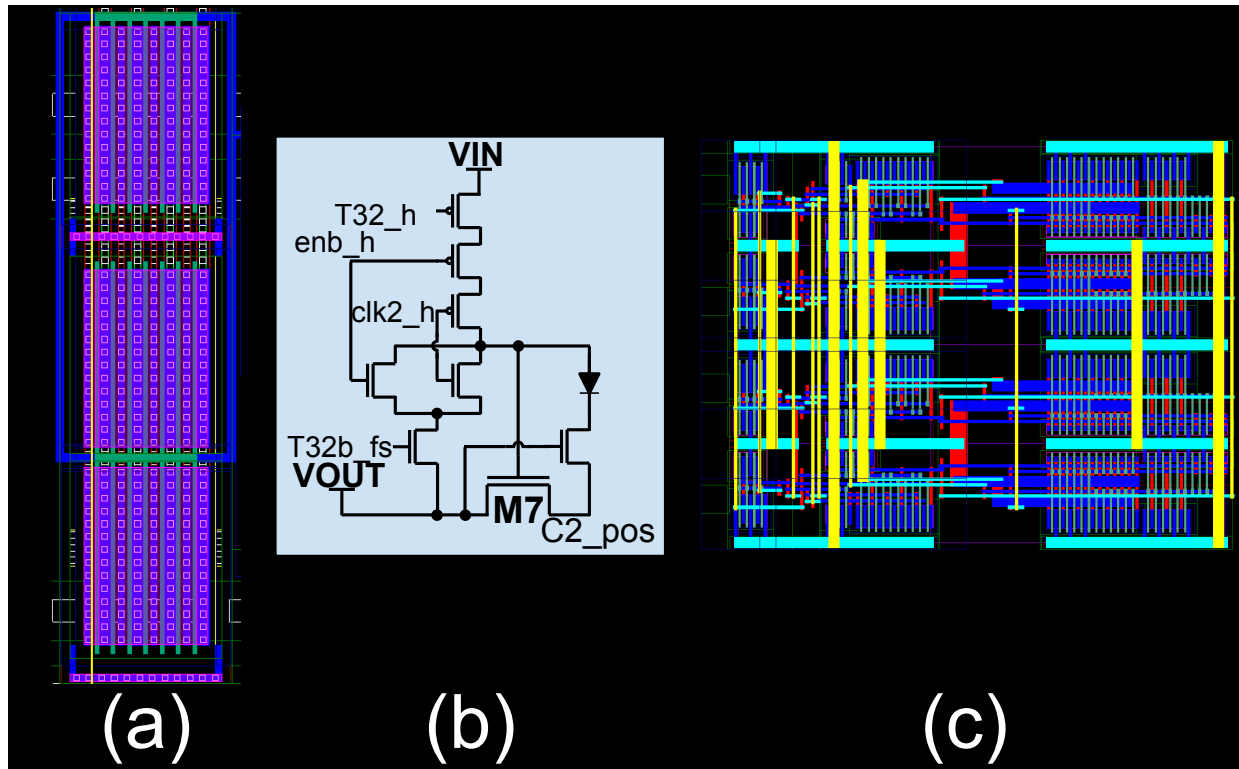 VIN
T32_h
enb_h
clk2_h
T32b_fs
VOUT
M7
C2_pos
(a)
(b)
(c)